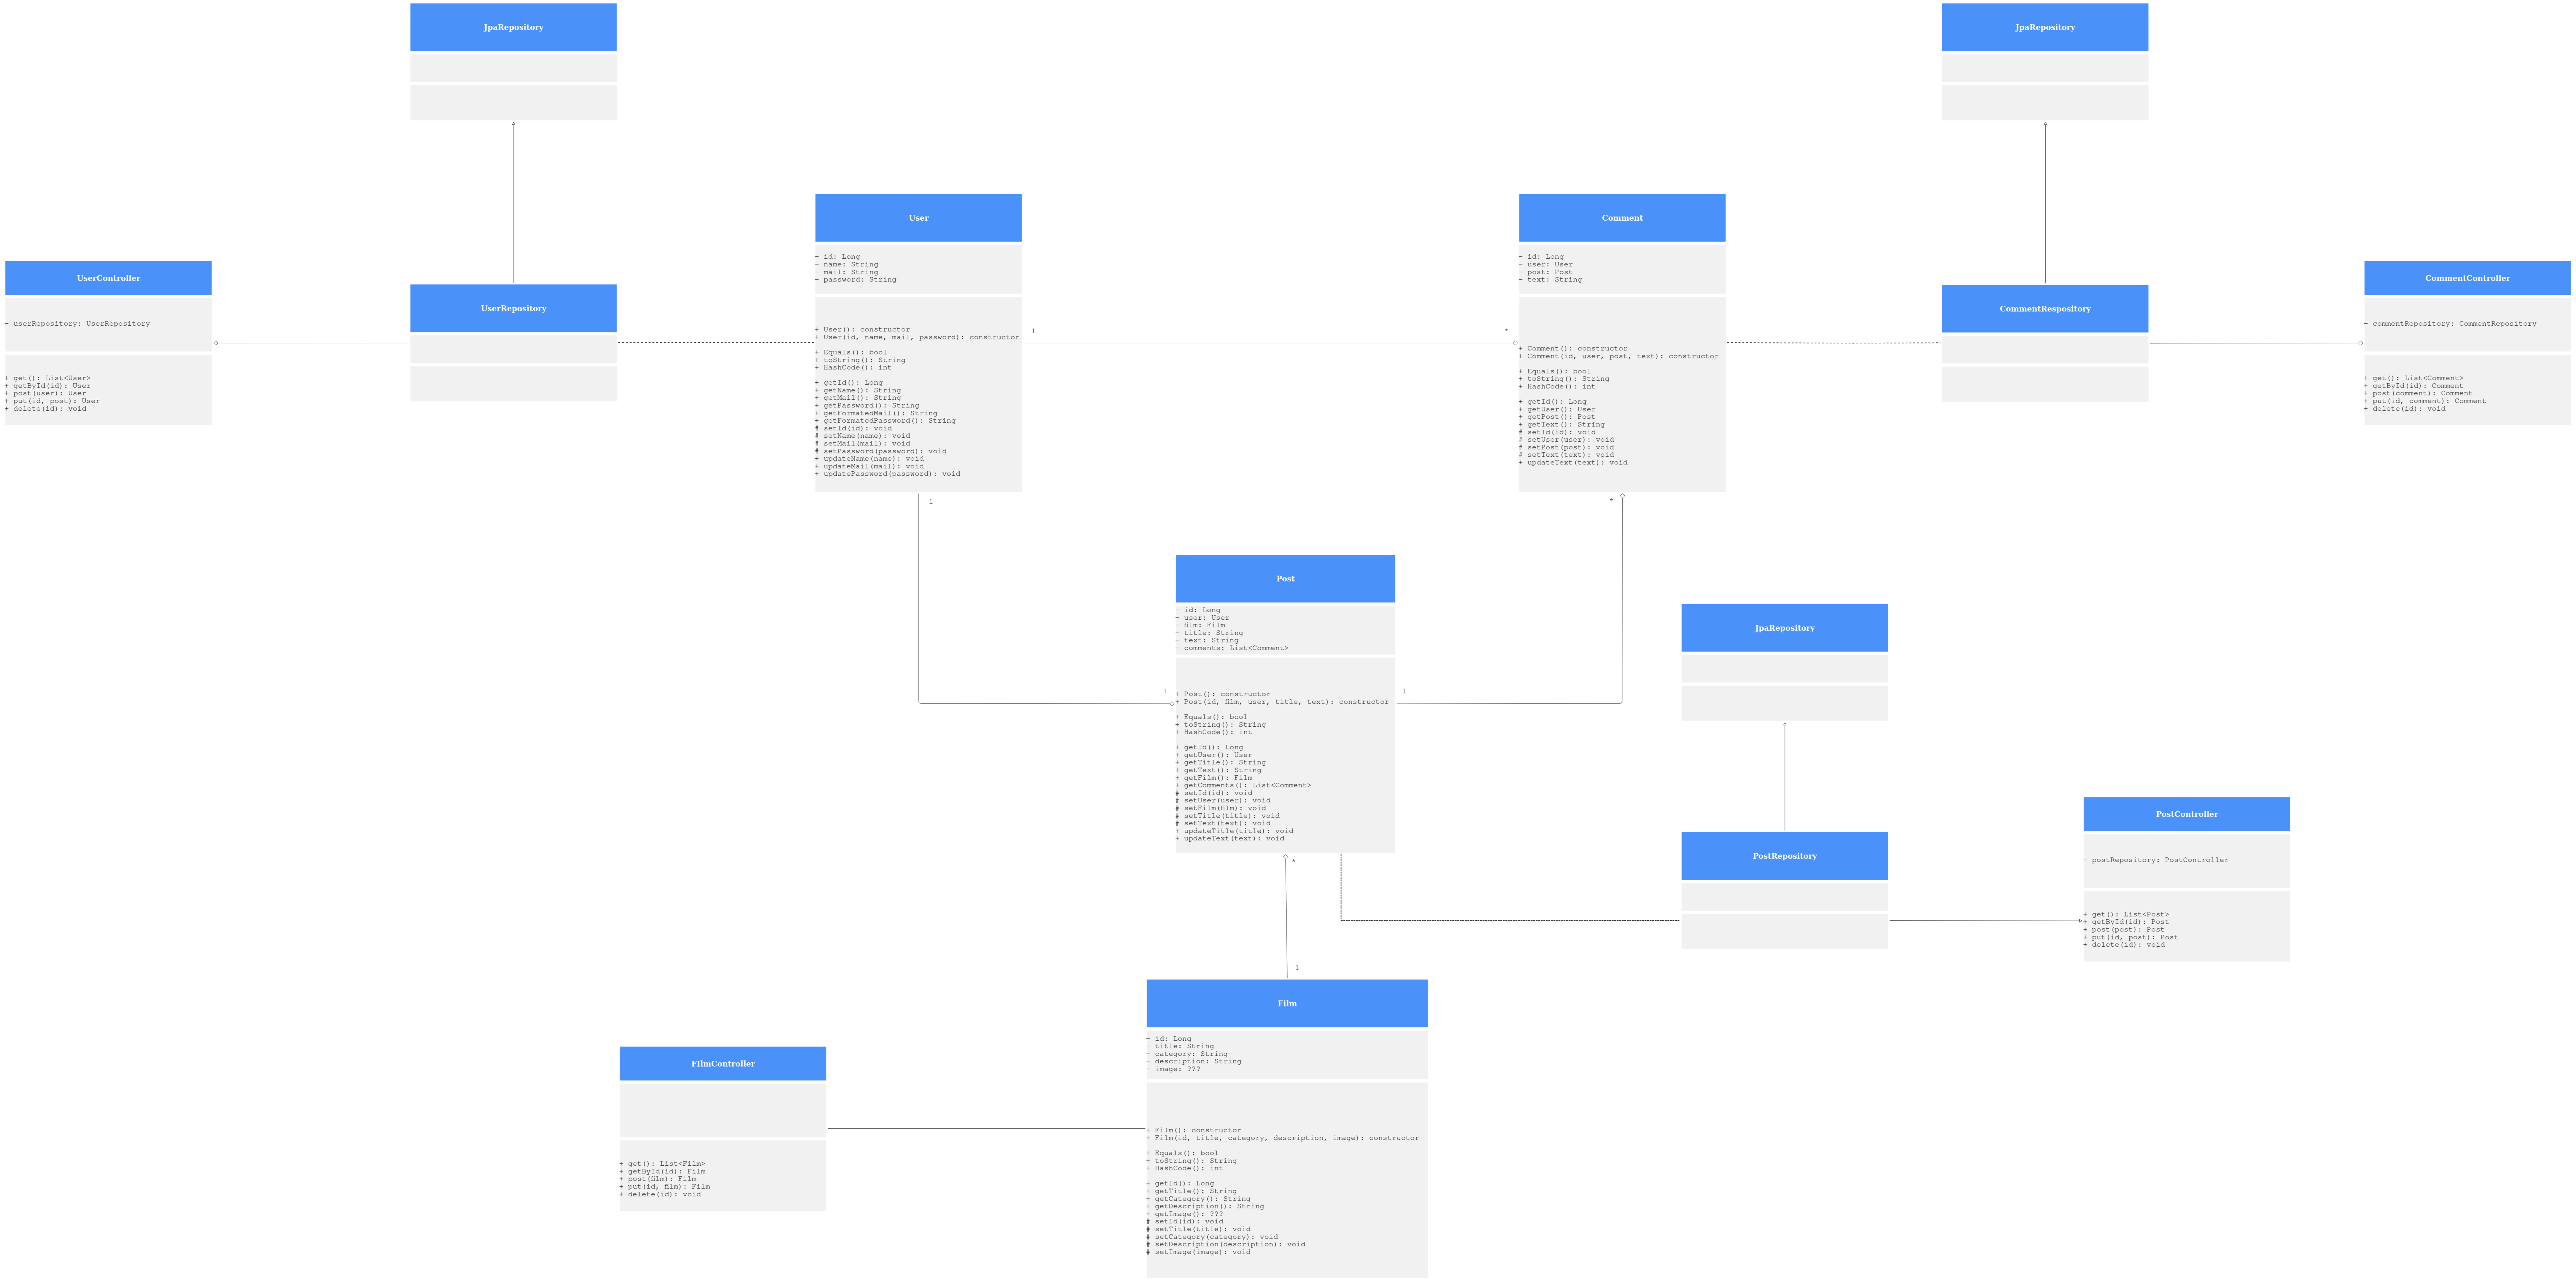 JpaRepository
JpaRepository
User
- id: Long
- name: String
- mail: String
- password: String
+ User(): constructor
+ User(id, name, mail, password): constructor
+ Equals(): bool
+ toString(): String
+ HashCode(): int
+ getId(): Long
+ getName(): String
+ getMail(): String
+ getPassword(): String
+ getFormatedMail(): String
+ getFormatedPassword(): String
# setId(id): void
# setName(name): void
# setMail(mail): void
# setPassword(password): void
+ updateName(name): void
+ updateMail(mail): void
+ updatePassword(password): void
Comment
- id: Long
- user: User
- post: Post
- text: String
+ Comment(): constructor
+ Comment(id, user, post, text): constructor
+ Equals(): bool
+ toString(): String
+ HashCode(): int
+ getId(): Long
+ getUser(): User
+ getPost(): Post
+ getText(): String
# setId(id): void
# setUser(user): void
# setPost(post): void
# setText(text): void
+ updateText(text): void
UserController
- userRepository: UserRepository
+ get(): List<User>
+ getById(id): User
+ post(user): User
+ put(id, post): User
+ delete(id): void
UserRepository
CommentRespository
CommentController
- commentRepository: CommentRepository
+ get(): List<Comment>
+ getById(id): Comment
+ post(comment): Comment
+ put(id, comment): Comment
+ delete(id): void
1
*
1
*
Post
- id: Long
- user: User
- film: Film
- title: String
- text: String
- comments: List<Comment>
+ Post(): constructor
+ Post(id, film, user, title, text): constructor
+ Equals(): bool
+ toString(): String
+ HashCode(): int
+ getId(): Long
+ getUser(): User
+ getTitle(): String
+ getText(): String
+ getFilm(): Film
+ getComments(): List<Comment>
# setId(id): void
# setUser(user): void
# setFilm(film): void
# setTitle(title): void
# setText(text): void
+ updateTitle(title): void
+ updateText(text): void
1
1
JpaRepository
PostRepository
PostController
- postRepository: PostController
+ get(): List<Post>
+ getById(id): Post
+ post(post): Post
+ put(id, post): Post
+ delete(id): void
*
1
Film
- id: Long
- title: String
- category: String
- description: String
- image: ???
+ Film(): constructor
+ Film(id, title, category, description, image): constructor
+ Equals(): bool
+ toString(): String
+ HashCode(): int
+ getId(): Long
+ getTitle(): String
+ getCategory(): String
+ getDescription(): String
+ getImage(): ???
# setId(id): void
# setTitle(title): void
# setCategory(category): void
# setDescription(description): void
# setImage(image): void
FIlmController
+ get(): List<Film>
+ getById(id): Film
+ post(film): Film
+ put(id, film): Film
+ delete(id): void